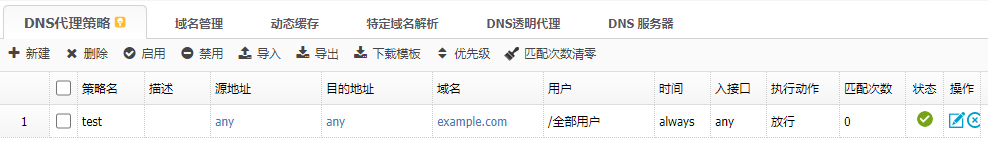 DNS代理策略 域名管理 动态缓存 特定域名解析 DNS透明代理 DNS 服务器
新建 删除 启用 禁用 导入 导出 下载模板 优先级 匹配次数清零
策略名 描述 源地址 目的地址 域名 用户 时间 入接口 执行动作 匹配次数 状态 操作
1 test any any example.com /全部用户 always any 放行 0